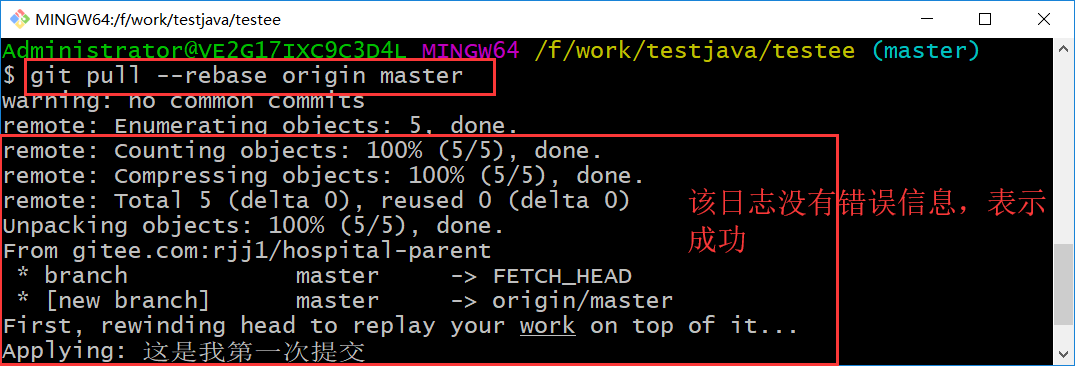 MINGW64:/f/work/testjava/testee
Administrator@VE2G17IXC9C3D4L MINGW64 /f/work/testjava/testee (master)
$ git pull --rebase origin master
warning: no common commits
remote: Enumerating objects: 5, done.
remote: Counting objects: 100% (5/5), done.
remote: Compressing objects: 100% (5/5), done.
remote: Total 5 (delta 0), reused 0 (delta 0)
Unpacking objects: 100% (5/5), done.
From gitee.com:rjj1/hospital-parent
 * branch            master     -> FETCH_HEAD
 * [new branch]      master     -> origin/master
First, rewinding head to replay your work on top of it...
Applying: 这是我第一次提交
该日志没有错误信息，表示
成功